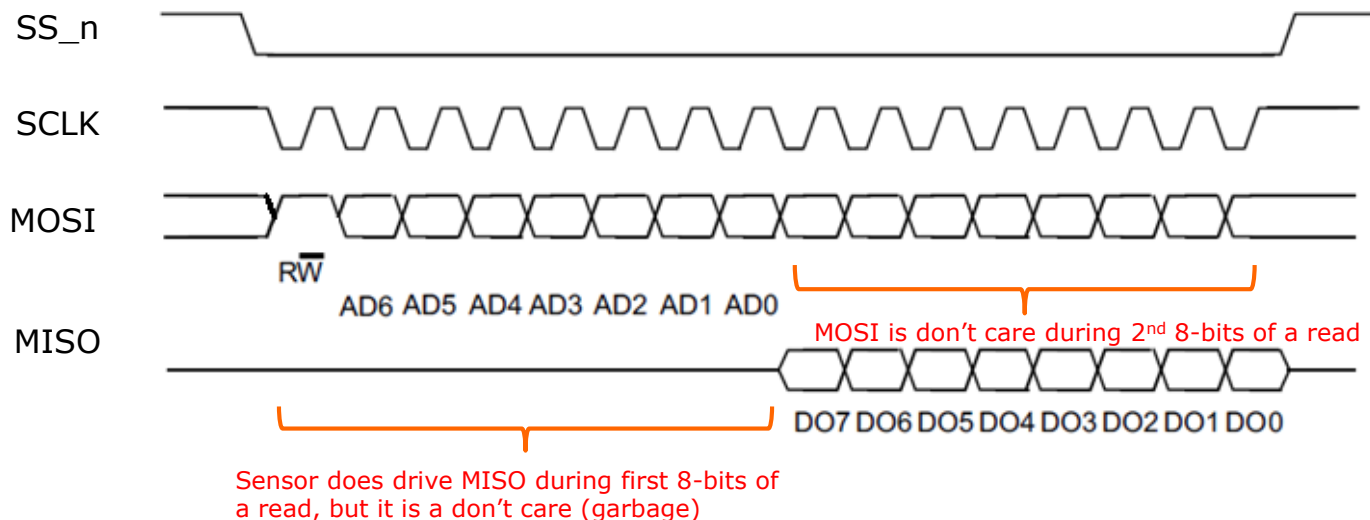 SS_n
SCLK
MOSI
RW
AD6 AD5 AD4 AD3 AD2 AD1 AD0
MOSI is don’t care during 2nd 8-bits of a read
MISO
DO7 DO6 DO5 DO4 DO3 DO2 DO1 DO0
Sensor does drive MISO during first 8-bits of
a read, but it is a don’t care (garbage)